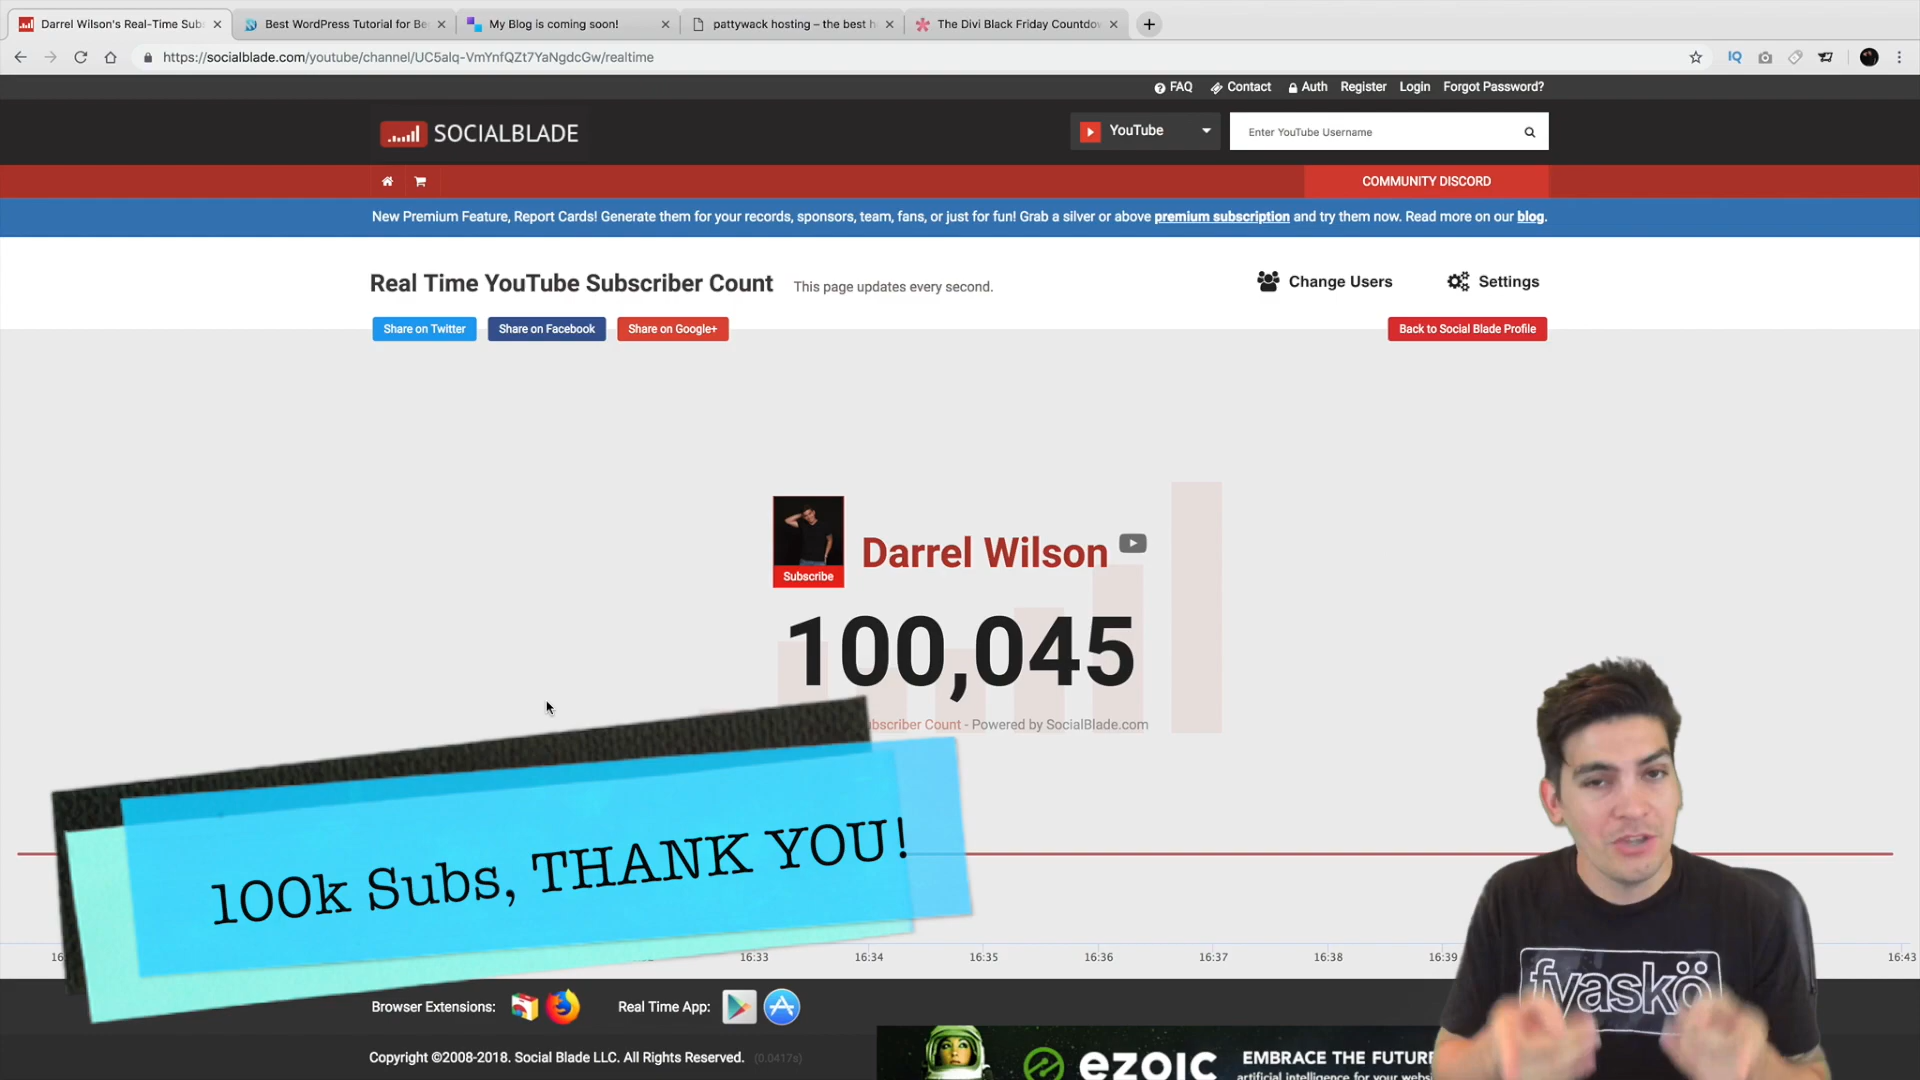 Darrel Wilson's Real-Time Sub
Best WordPress Tutorial for Be
My Blog is coming soon!
pattywack hosting – the best h
The Divi Black Friday Countdo
https://socialblade.com/youtube/channel/UC5alq-VmYnfQZt7YaNgdcGw/realtime
IQ
FAQ Contact Auth Register Login Forgot Password?
SOCIALBLADE
YouTube
Enter YouTube Username
COMMUNITY DISCORD
New Premium Feature, Report Cards! Generate them for your records, sponsors, team, fans, or just for fun! Grab a silver or above premium subscription and try them now. Read more on our blog.
Real Time YouTube Subscriber Count This page updates every second.
Change Users
Settings
Share on Twitter
Share on Facebook
Share on Google+
Back to Social Blade Profile
Subscribe
Darrel Wilson
100,045
bscriber Count - Powered by SocialBlade.com
100k Subs, THANK YOU!
16:33 16:34 16:35 16:36 16:37 16:38 16:39 16:43
fyaskö
Browser Extensions:
Real Time App:
Copyright ©2008-2018. Social Blade LLC. All Rights Reserved. (0.0417s)
ezoic
EMBRACE THE FUTURE
artificial intelligence for your